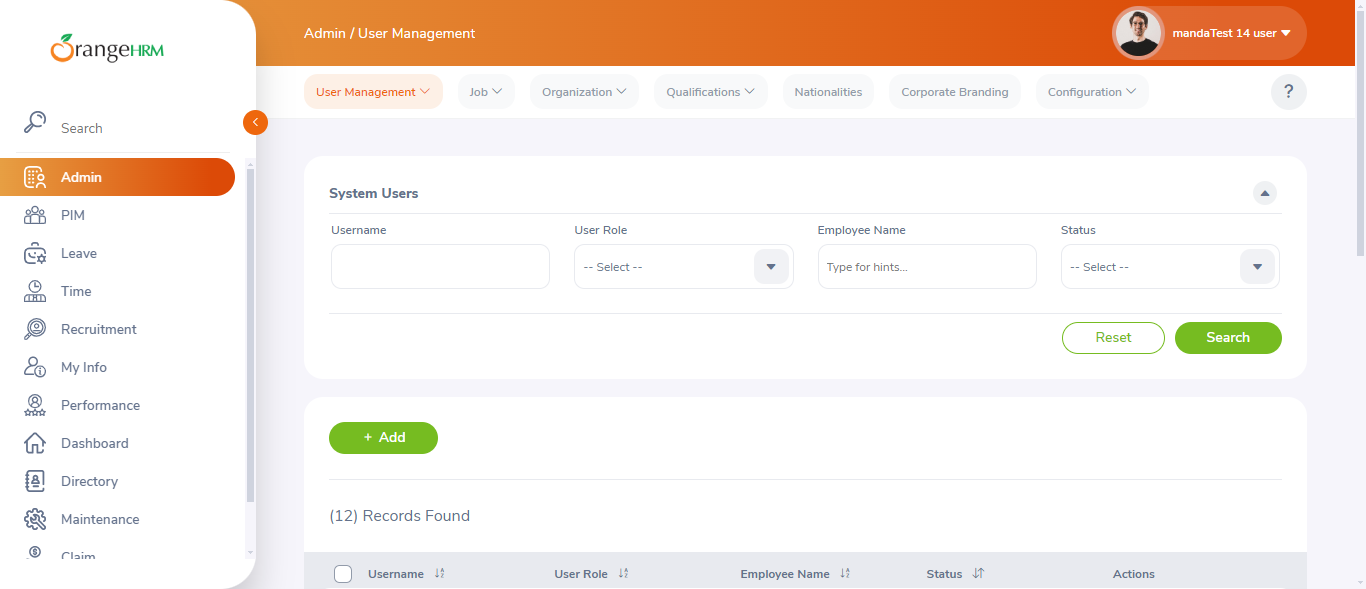 OrangeHRM
Admin / User Management
mandaTest 14 user
User Management
Job
Organization
Qualifications
Nationalities
Corporate Branding
Configuration
?
Search
Admin
PIM
Leave
Time
Recruitment
My Info
Performance
Dashboard
Directory
Maintenance
Claim
System Users
Username
User Role
Employee Name
Status
-- Select --
Type for hints...
-- Select --
Reset
Search
+ Add
(12) Records Found
Username
User Role
Employee Name
Status
Actions